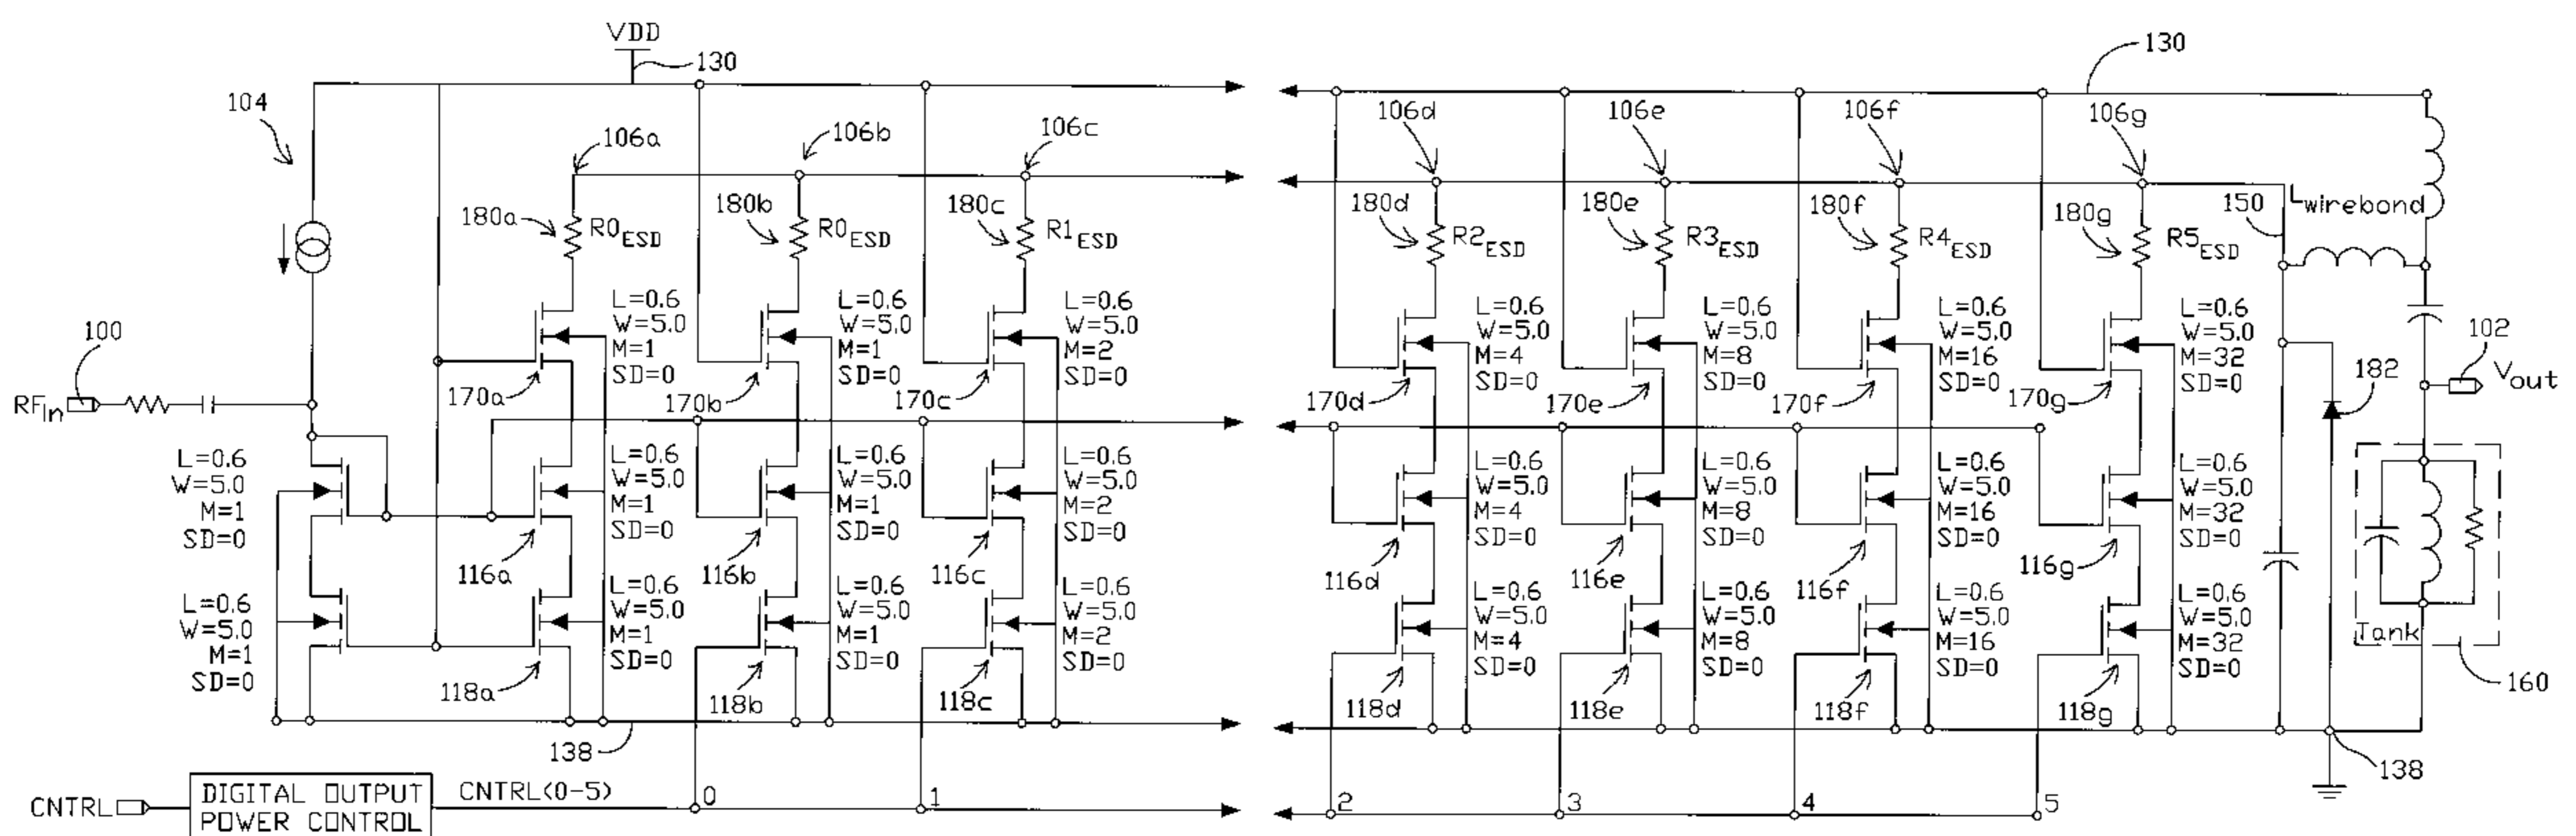 VDD
130
130
104
106a
106b
106c
106d
106e
106f
106g
180a
R0ESD
180b
R0ESD
180c
R1ESD
180d
R2ESD
180e
R3ESD
180f
R4ESD
180g
R5ESD
150
Lwirebond
L=0.6
W=5.0
M=1
SD=0
170a
L=0.6
W=5.0
M=1
SD=0
170b
L=0.6
W=5.0
M=2
SD=0
170c
L=0.6
W=5.0
M=4
SD=0
170d
L=0.6
W=5.0
M=8
SD=0
170e
L=0.6
W=5.0
M=16
SD=0
170f
L=0.6
W=5.0
M=32
SD=0
170g
182
102
Vout
100
RFIn
L=0.6
W=5.0
M=1
SD=0
L=0.6
W=5.0
M=1
SD=0
116a
L=0.6
W=5.0
M=1
SD=0
116b
L=0.6
W=5.0
M=2
SD=0
116c
L=0.6
W=5.0
M=4
SD=0
116d
L=0.6
W=5.0
M=8
SD=0
116e
L=0.6
W=5.0
M=16
SD=0
116f
L=0.6
W=5.0
M=32
SD=0
116g
L=0.6
W=5.0
M=1
SD=0
L=0.6
W=5.0
M=1
SD=0
118a
L=0.6
W=5.0
M=1
SD=0
118b
L=0.6
W=5.0
M=2
SD=0
118c
L=0.6
W=5.0
M=4
SD=0
118d
L=0.6
W=5.0
M=8
SD=0
118e
L=0.6
W=5.0
M=16
SD=0
118f
L=0.6
W=5.0
M=32
SD=0
118g
Tank
160
138
138
CNTRL
DIGITAL OUTPUT
POWER CONTROL
CNTRL<0-5)
0
1
2
3
4
5